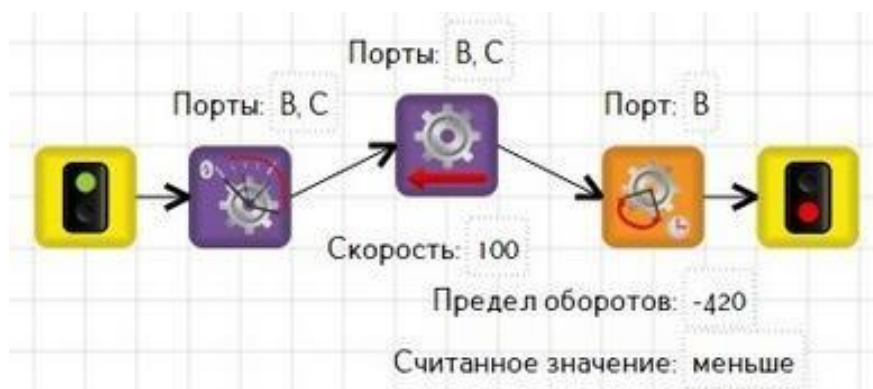 Порты: B, C
Порты: B, C
Порт: B
Скорость: 100
Предел оборотов: -420
Считанное значение: меньше